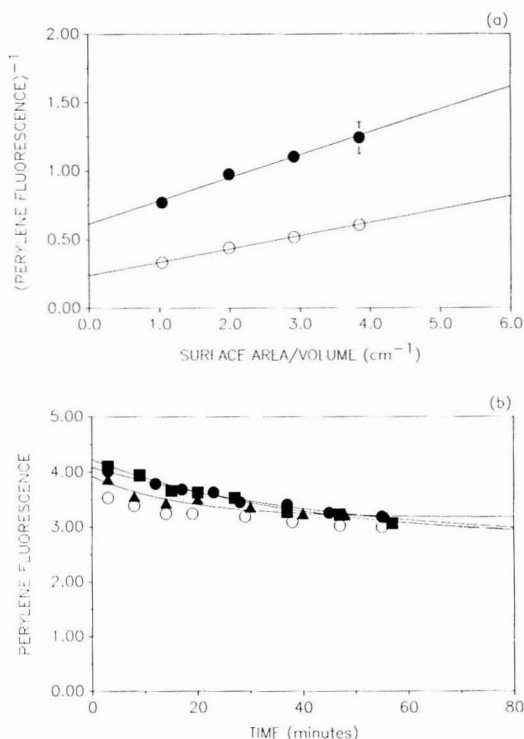 (a)
2.00
1.50
1.00
0.50
0.00
(PERYLENE FLUORESCENCE)⁻¹
0.0 1.0 2.0 3.0 4.0 5.0 6.0
SURFACE AREA/VOLUME (cm⁻¹)
(b)
5.00
4.00
3.00
2.00
1.00
0.00
PERYLENE FLUORESCENCE
0 20 40 60 80
TIME (minutes)